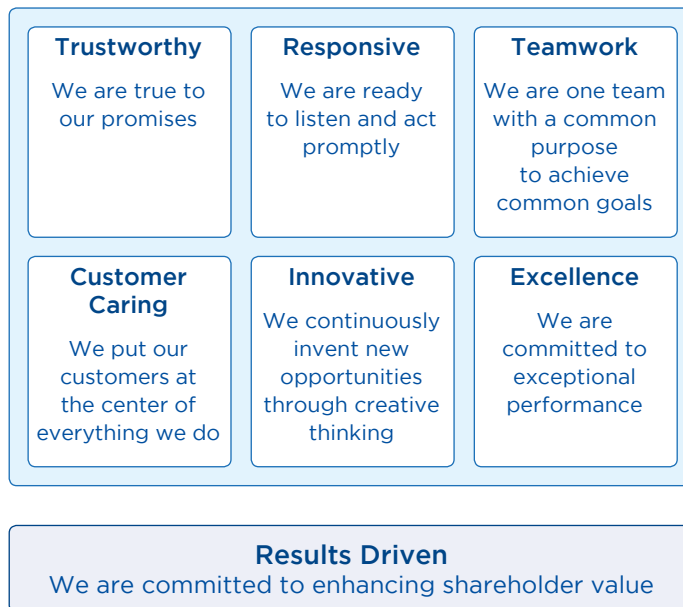 Trustworthy
We are true to
our promises
Responsive
We are ready
to listen and act
promptly
Teamwork
We are one team
with a common
purpose
to achieve
common goals
Customer
Caring
We put our
customers at
the center of
everything we do
Innovative
We continuously
invent new
opportunities
through creative
thinking
Excellence
We are
committed to
exceptional
performance
Results Driven
We are committed to enhancing shareholder value